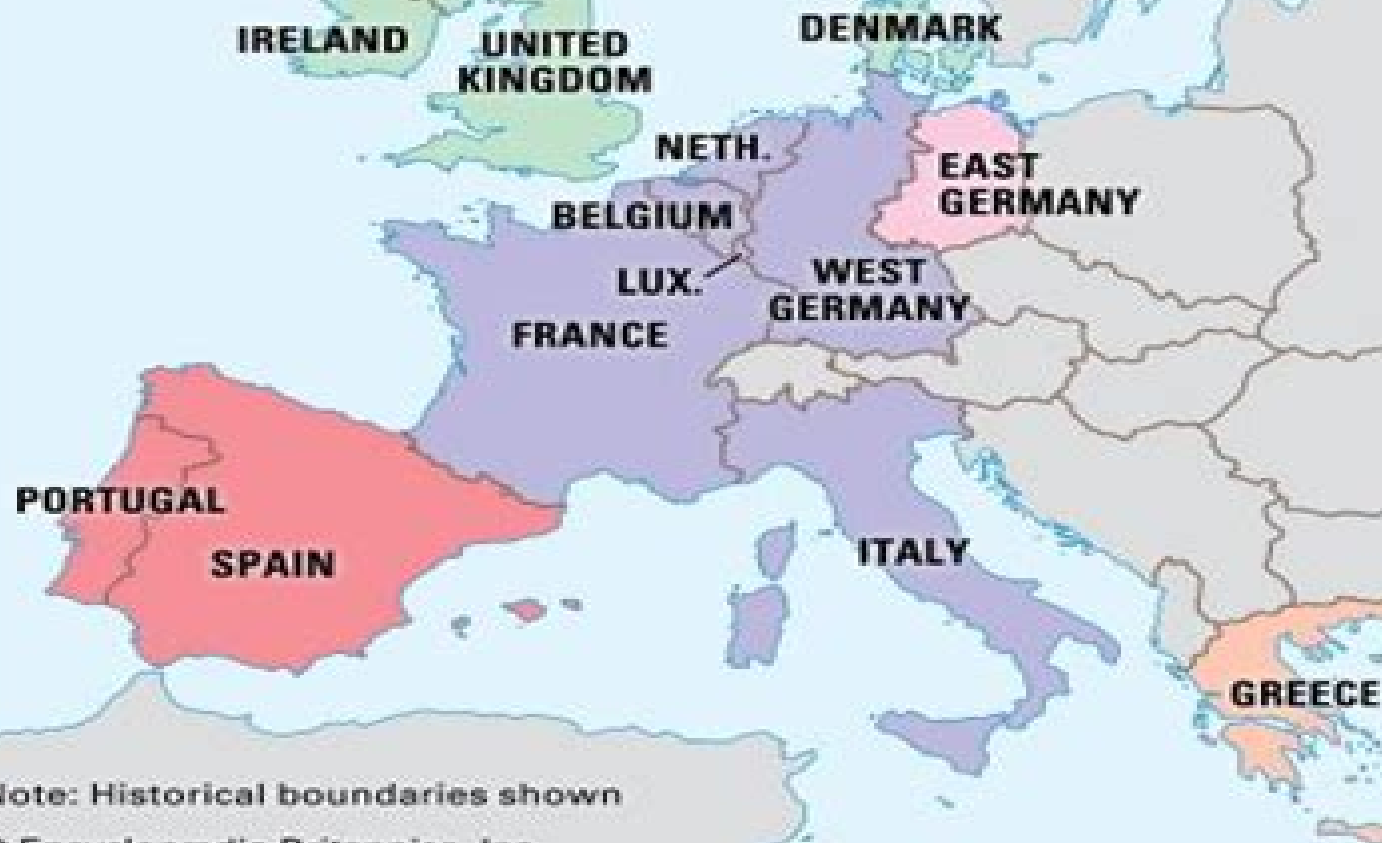 IRELAND
UNITED
KINGDOM
DENMARK
NETH.
EAST
GERMANY
BELGIUM
LUX.
WEST
GERMANY
FRANCE
PORTUGAL
SPAIN
ITALY
GREECE
Note: Historical boundaries shown